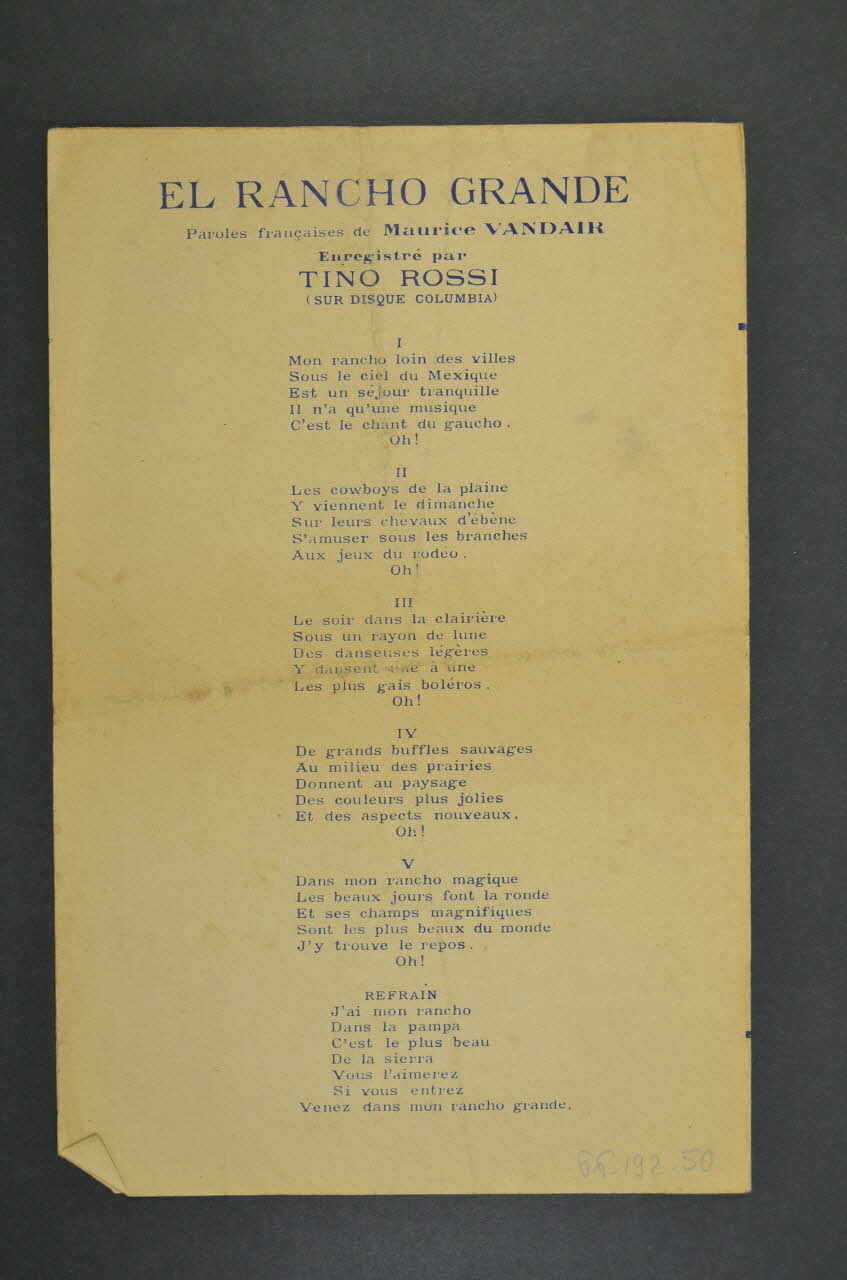 EL RANCHO GRANDE
Paroles françaises de Maurice VANDAIR
Enregistré par
TINO ROSSI
(SUR DISQUE COLUMBIA)
I
Mon rancho loin des villes
Sous le ciel du Mexique
Est un séjour tranquille
Il n'a qu'une musique
C'est le chant du gaucho.
Oh!
II
Les cowboys de la plaine
Y viennent le dimanche
Sur leurs chevaux d'ébène
S'amuser sous les branches
Aux jeux du rodéo.
Oh!
III
Le soir dans la clairière
Sous un rayon de lune
Des danseuses légères
Y dansent une à une
Les plus gais boléros.
Oh!
IV
De grands buffles sauvages
Au milieu des prairies
Donnent au paysage
Des couleurs plus jolies
Et des aspects nouveaux.
Oh!
V
Dans mon rancho magique
Les beaux jours font la ronde
Et ses champs magnifiques
Sont les plus beaux du monde
J'y trouve le repos.
Oh!
REFRAIN
J'ai mon rancho
Dans la pampa
C'est le plus beau
De la sierra
Vous l'aimerez
Si vous entrez
Venez dans mon rancho grande.
66.192.50